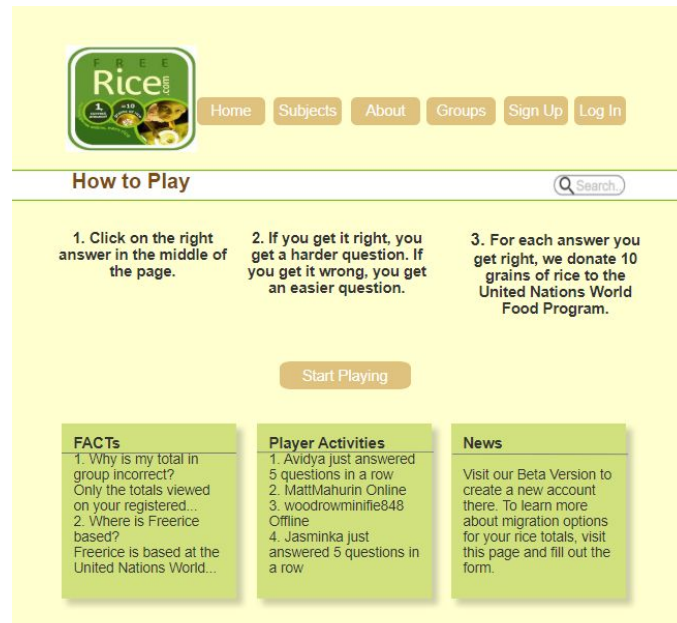 FREE
Rice.com
Home
Subjects
About
Groups
Sign Up
Log In
How to Play
Search..
1. Click on the right
answer in the middle of
the page.
2. If you get it right, you
get a harder question. If
you get it wrong, you get
an easier question.
3. For each answer you
get right, we donate 10
grains of rice to the
United Nations World
Food Program.
Start Playing
FACTs
1. Why is my total in
group incorrect?
Only the totals viewed
on your registered...
2. Where is Freerice
based?
Freerice is based at the
United Nations World...
Player Activities
1. Avidya just answered
5 questions in a row
2. MattMahurin Online
3. woodrowminifie848
Offline
4. Jasminka just
answered 5 questions in
a row
News
Visit our Beta Version to
create a new account
there. To learn more
about migration options
for your rice totals, visit
this page and fill out the
form.